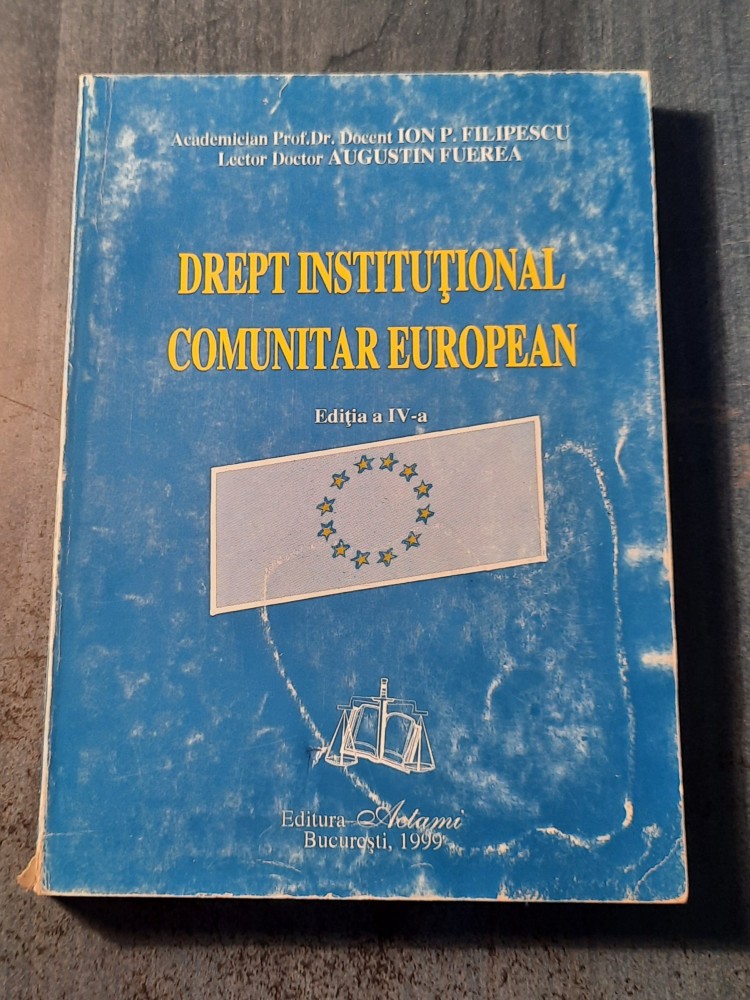 Academician Prof.Dr. Docent ION P. FILIPESCU
Lector Doctor AUGUSTIN FUEREA
DREPT INSTITUŢIONAL
COMUNITAR EUROPEAN
Ediţia a IV-a
Editura Actami
Bucureşti, 1999